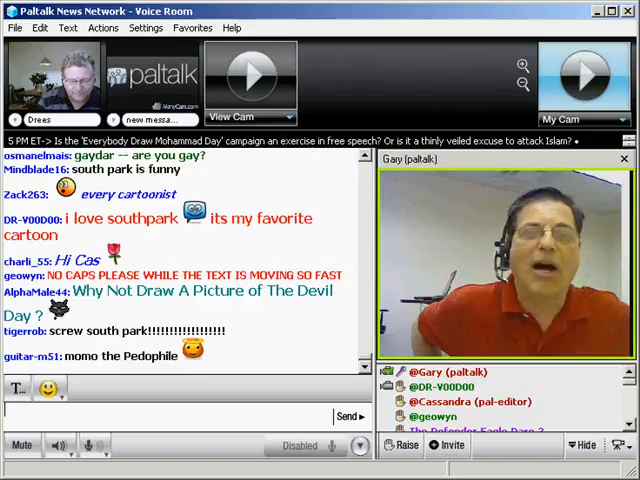 Paltalk News Network - Voice Room
File Edit Text Actions Settings Favorites Help
paltalk
ManyCam.com
Drees
new messa...
View Cam
My Cam
5 PM ET-> Is the 'Everybody Draw Mohammad Day' campaign an exercise in free speech? Or is it a thinly veiled excuse to attack Islam? •
Gary (paltalk)
osmanelmais: gaydar -- are you gay?
Mindblade16: south park is funny
Zack263: every cartoonist
DR-¥00D00: i love southpark its my favorite
cartoon
charli_55: Hi Cas
geowyn: NO CAPS PLEASE WHILE THE TEXT IS MOVING SO FAST
AlphaMale44: Why Not Draw A Picture of The Devil
Day ?
tigerrob: screw south park!!!!!!!!!!!!!!!!!!
guitar-m51: momo the Pedophile
@Gary (paltalk)
@DR-¥00D00
@Cassandra (pal-editor)
@geowyn
T...
Send
Mute
Disabled
Raise
Invite
Hide